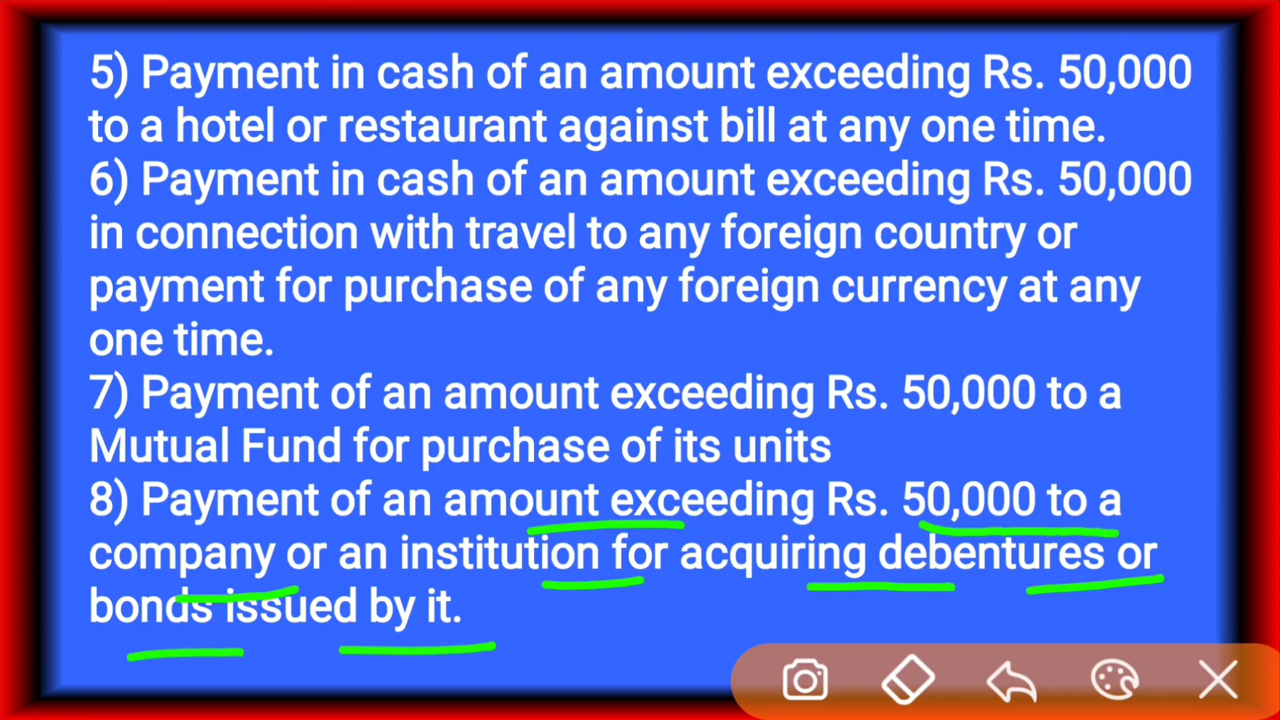 5) Payment in cash of an amount exceeding Rs. 50,000
to a hotel or restaurant against bill at any one time.
6) Payment in cash of an amount exceeding Rs. 50,000
in connection with travel to any foreign country or
payment for purchase of any foreign currency at any
one time.
7) Payment of an amount exceeding Rs. 50,000 to a
Mutual Fund for purchase of its units
8) Payment of an amount exceeding Rs. 50,000 to a
company or an institution for acquiring debentures or
bonds issued by it.